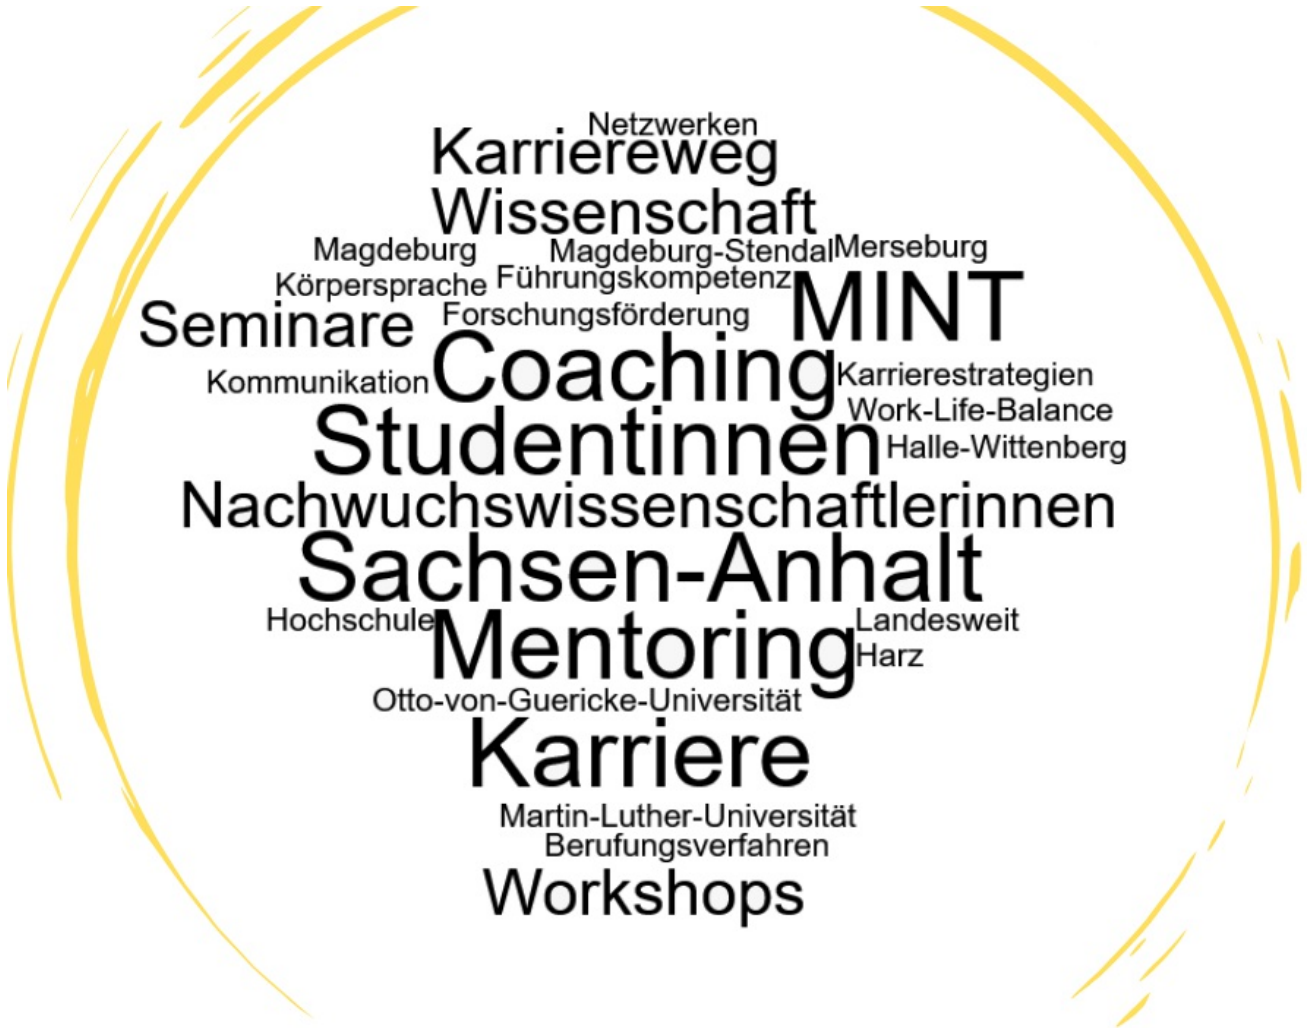 Netzwerken
Karriereweg
Wissenschaft
Magdeburg Magdeburg-Stendal Merseburg
Körpersprache Führungskompetenz MINT
Seminare Forschungsförderung
Kommunikation Coaching Karrierestrategien
Work-Life-Balance
Studentinnen Halle-Wittenberg
Nachwuchswissenschaftlerinnen
Sachsen-Anhalt
Hochschule Mentoring Landesweit
Harz
Otto-von-Guericke-Universität
Karriere
Martin-Luther-Universität
Berufungsverfahren
Workshops